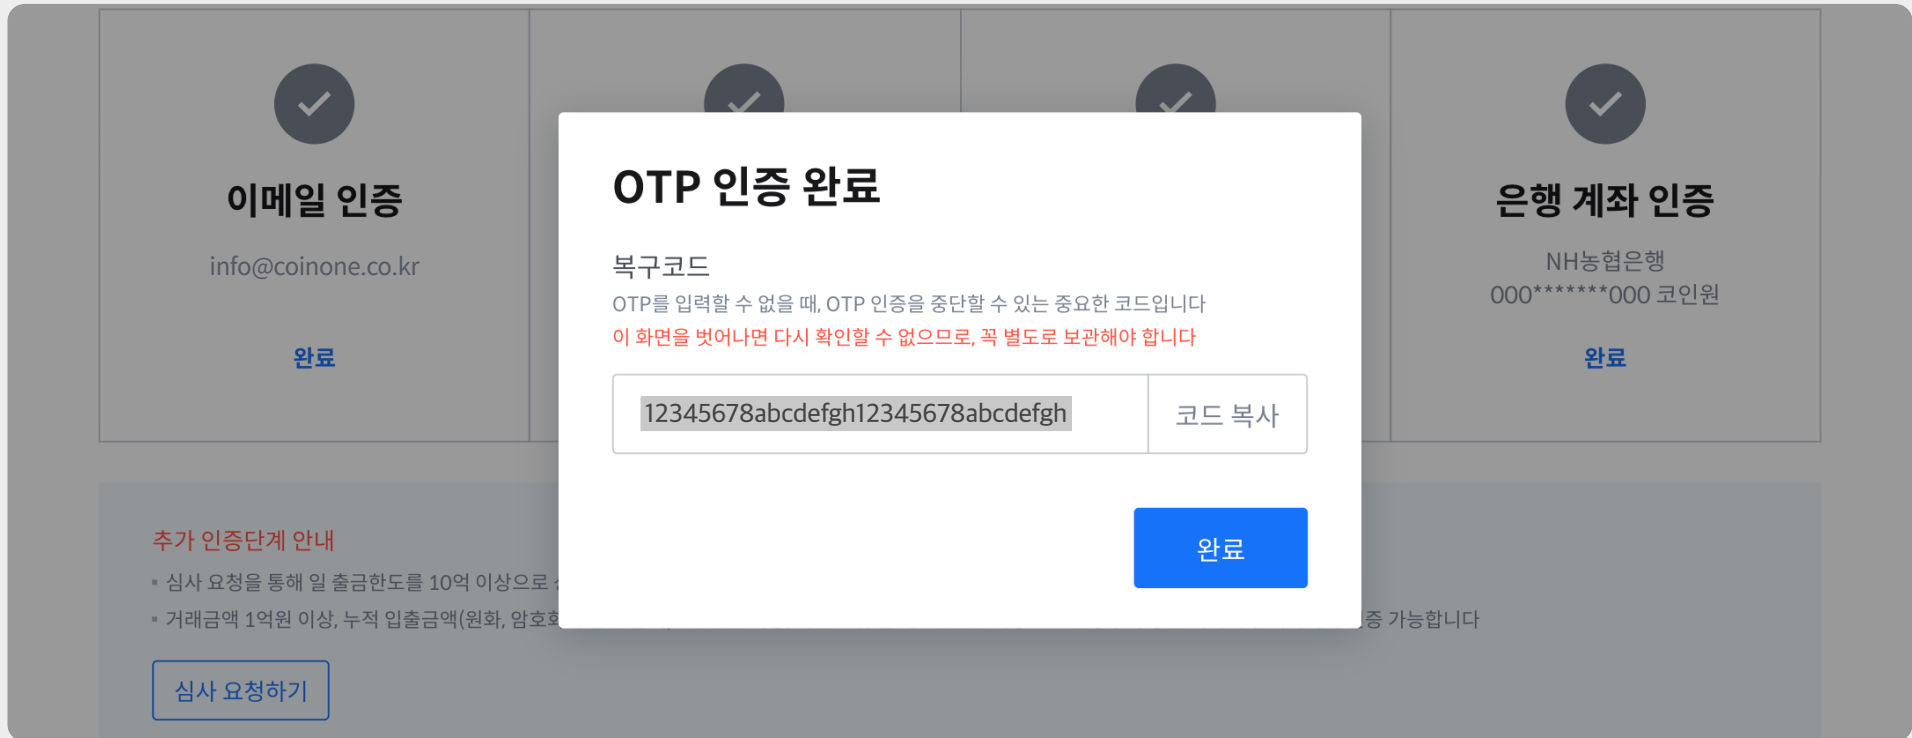 이메일 인증
info@coinone.co.kr
완료
은행 계좌 인증
NH농협은행
000*******000 코인원
완료
OTP 인증 완료
복구코드
OTP를 입력할 수 없을 때, OTP 인증을 중단할 수 있는 중요한 코드입니다
이 화면을 벗어나면 다시 확인할 수 없으므로, 꼭 별도로 보관해야 합니다
12345678abcdefgh12345678abcdefgh
코드 복사
완료
추가 인증단계 안내
▪ 심사 요청을 통해 일 출금한도를 10억 이상으로
▪ 거래금액 1억원 이상, 누적 입출금액(원화, 가능합니다
심사 요청하기